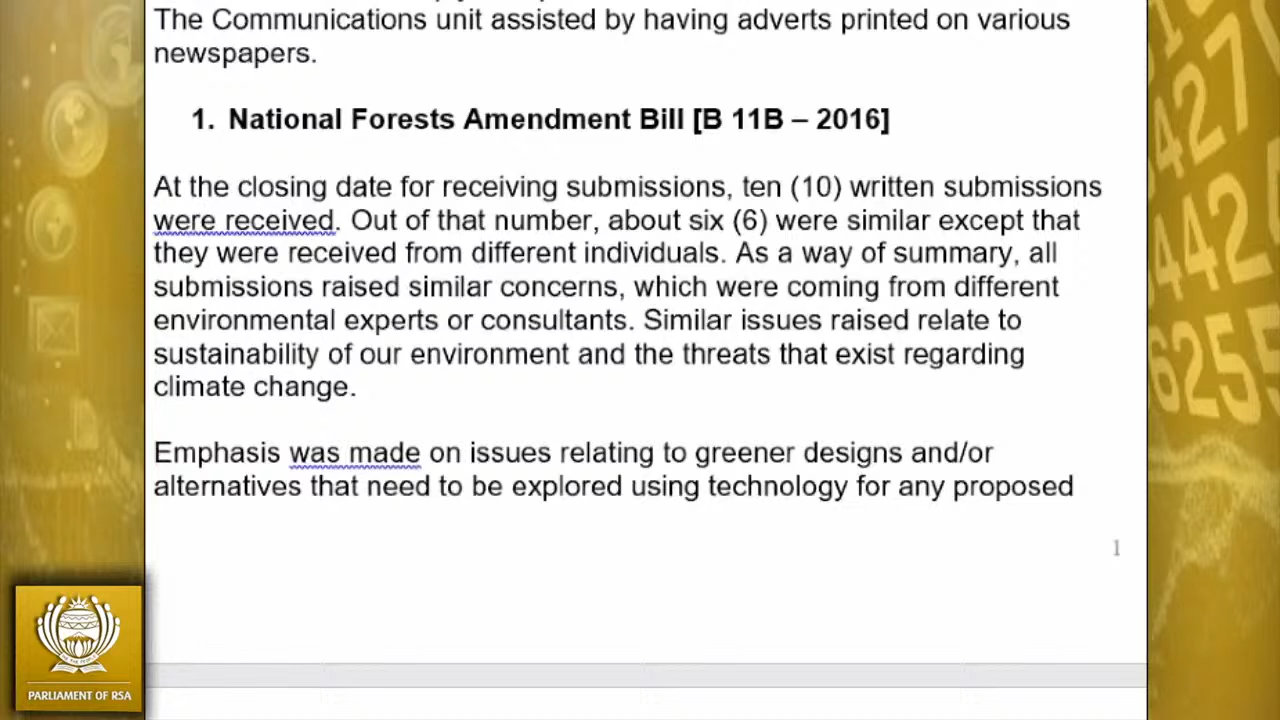 The Communications unit assisted by having adverts printed on various
newspapers.
1. National Forests Amendment Bill [B 11B – 2016]
At the closing date for receiving submissions, ten (10) written submissions
were received. Out of that number, about six (6) were similar except that
they were received from different individuals. As a way of summary, all
submissions raised similar concerns, which were coming from different
environmental experts or consultants. Similar issues raised relate to
sustainability of our environment and the threats that exist regarding
climate change.
Emphasis was made on issues relating to greener designs and/or
alternatives that need to be explored using technology for any proposed
1
PARLIAMENT OF RSA